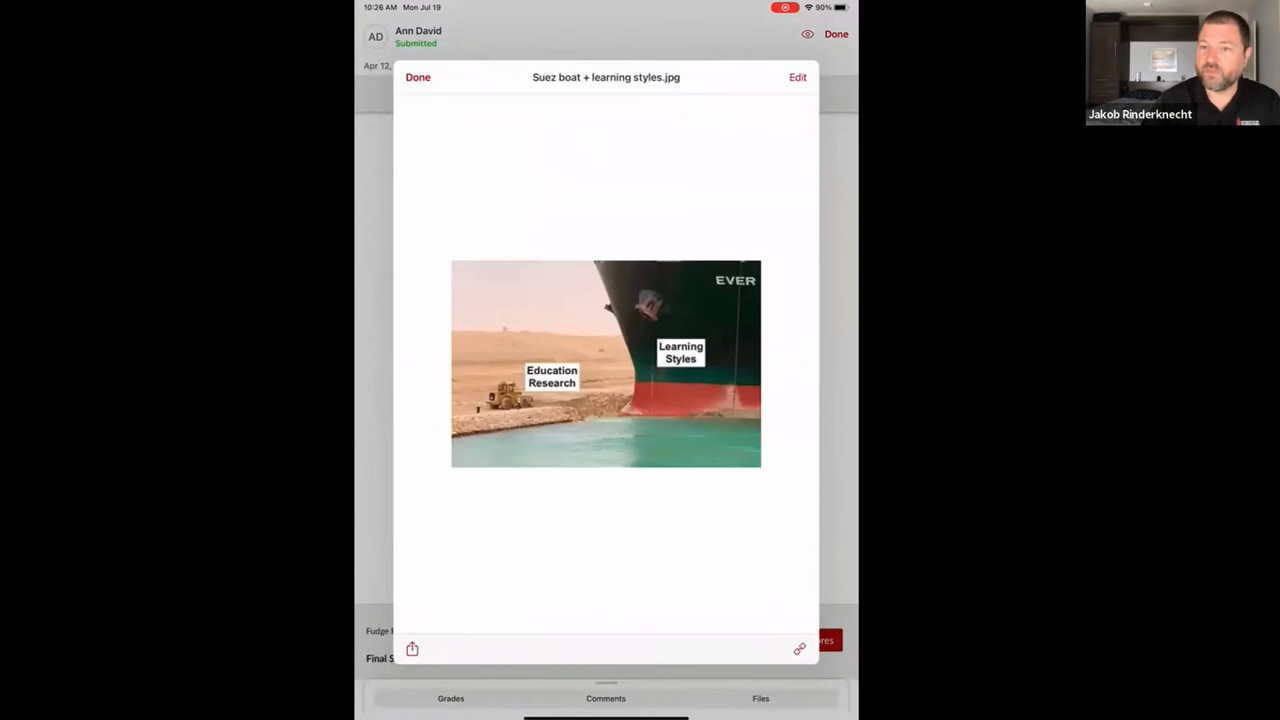 10:26 AM Mon Jul 19
90%
AD
Ann David
Submitted
Done
Apr 12,
Done
Suez boat + learning styles.jpg
Edit
EVER
Learning
Styles
Education
Research
Fudge
Final S
res
Grades
Comments
Files
Jakob Rinderknecht